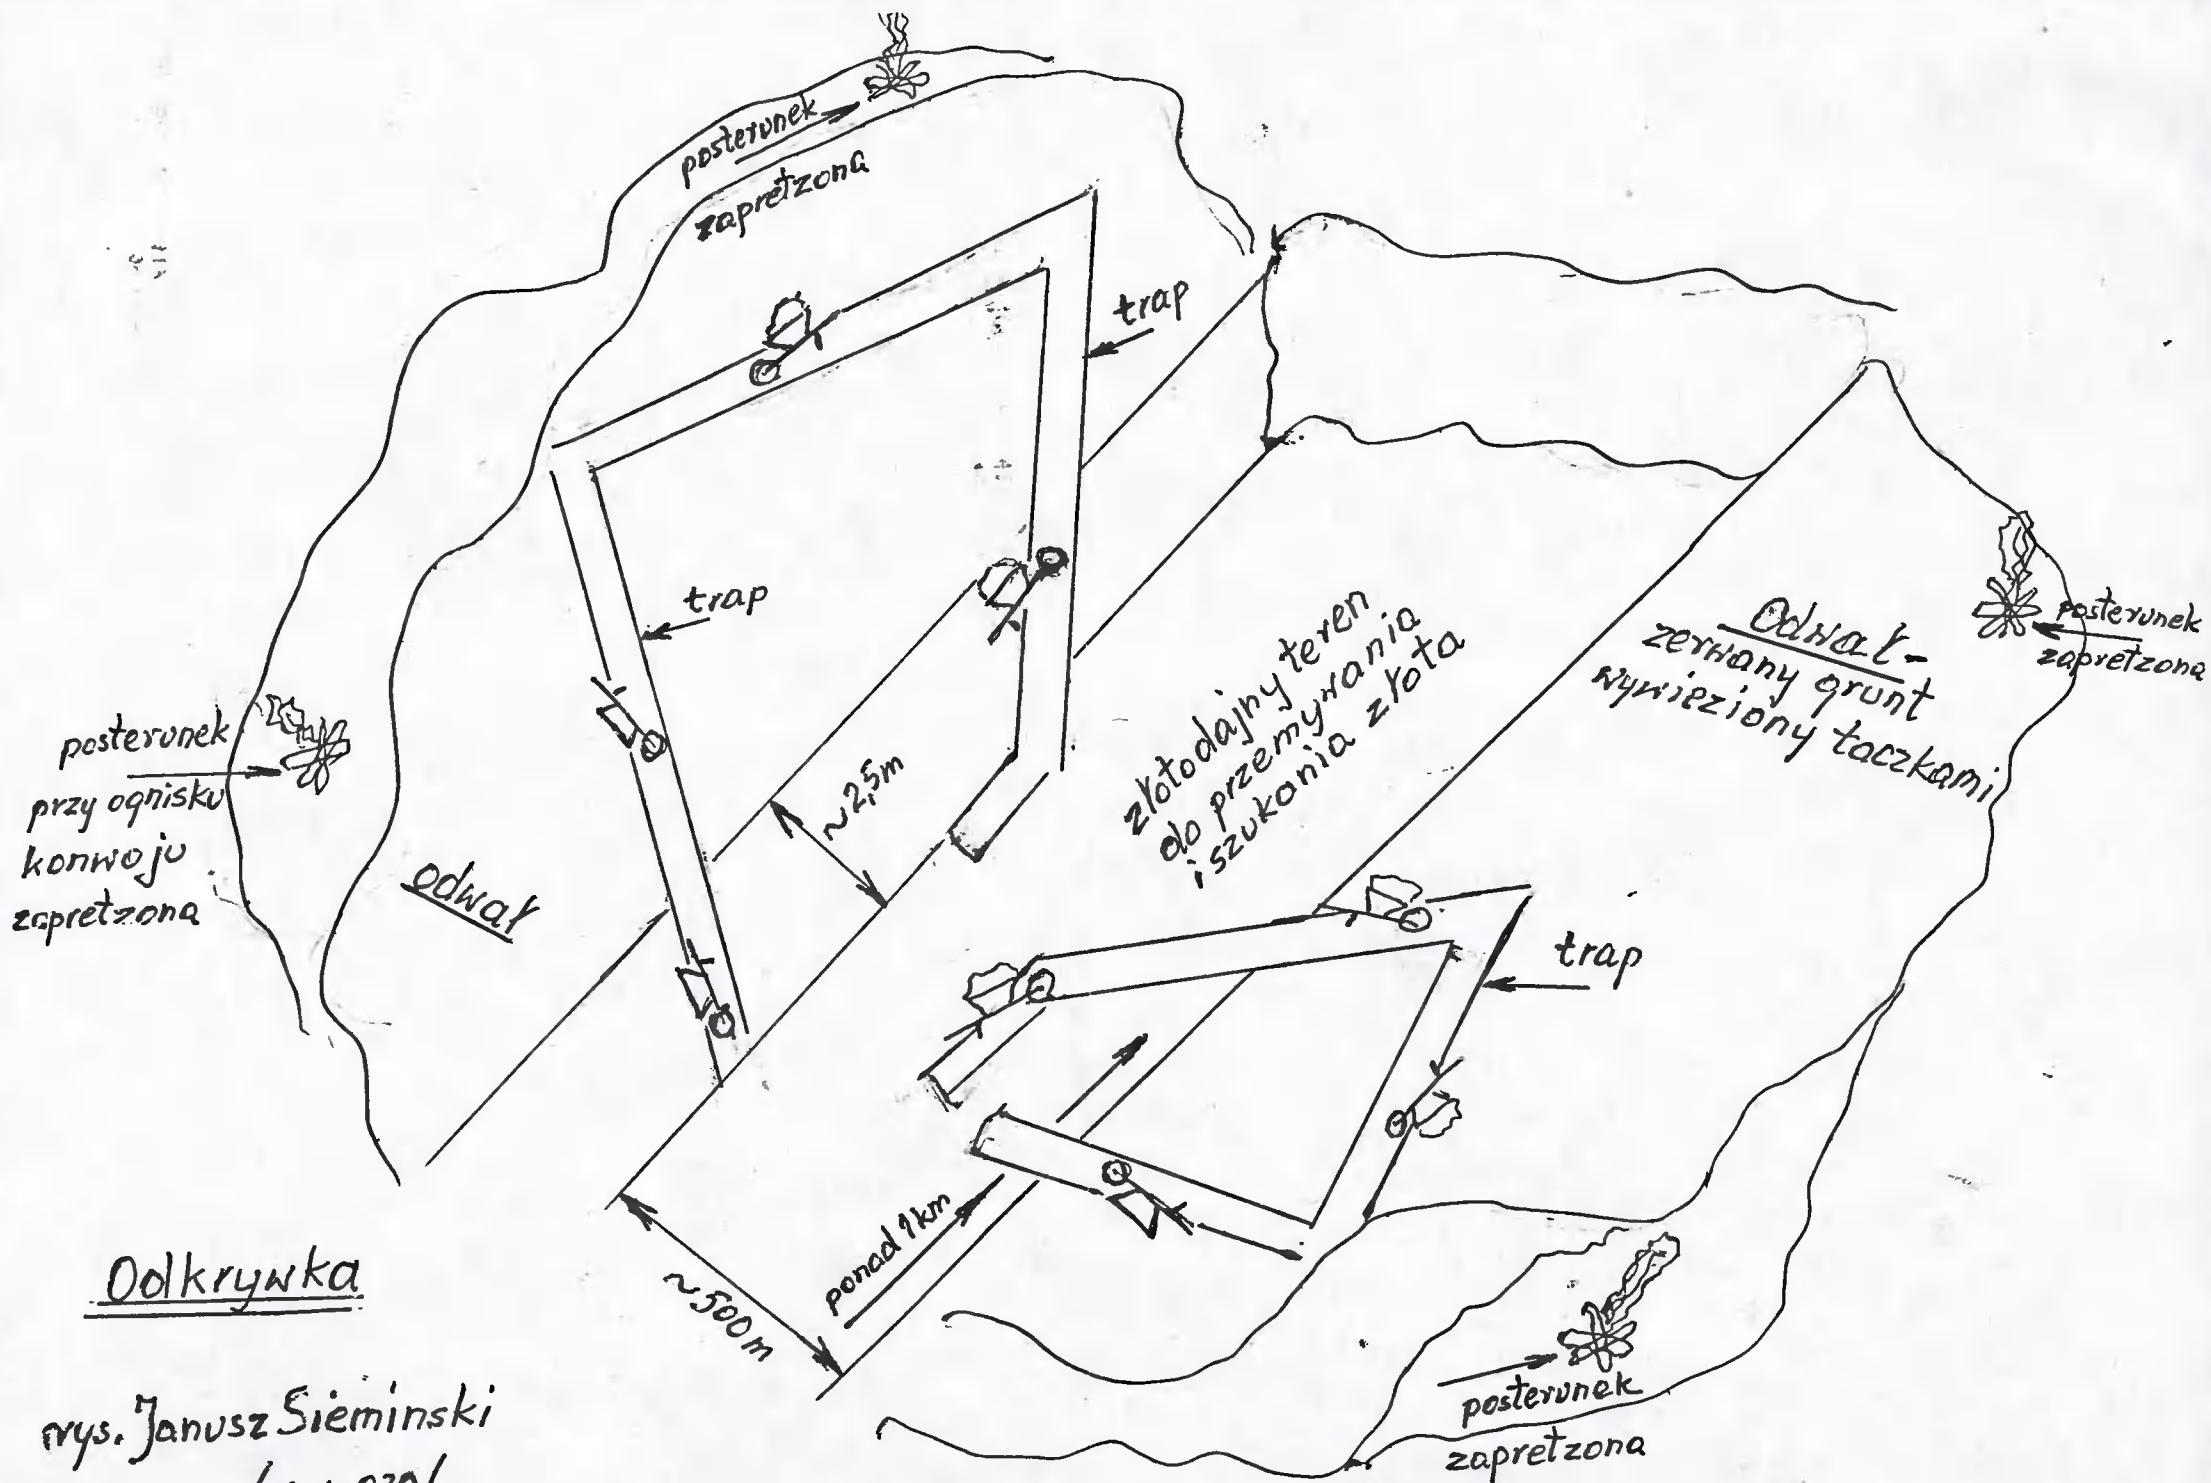 posterunek
zapretzona
trap
trap
złotodajny teren
do przemywania
i szukania złota
Odwał -
zerwany grunt
wywieziony taczkami
posterunek
zapretzona
posterunek
przy ognisku
konwoju
zapretzona
odwał
~2,5m
trap
ponad 1km
~500m
Odkrywka
rys. Janusz Sieminski
posterunek
zapretzona